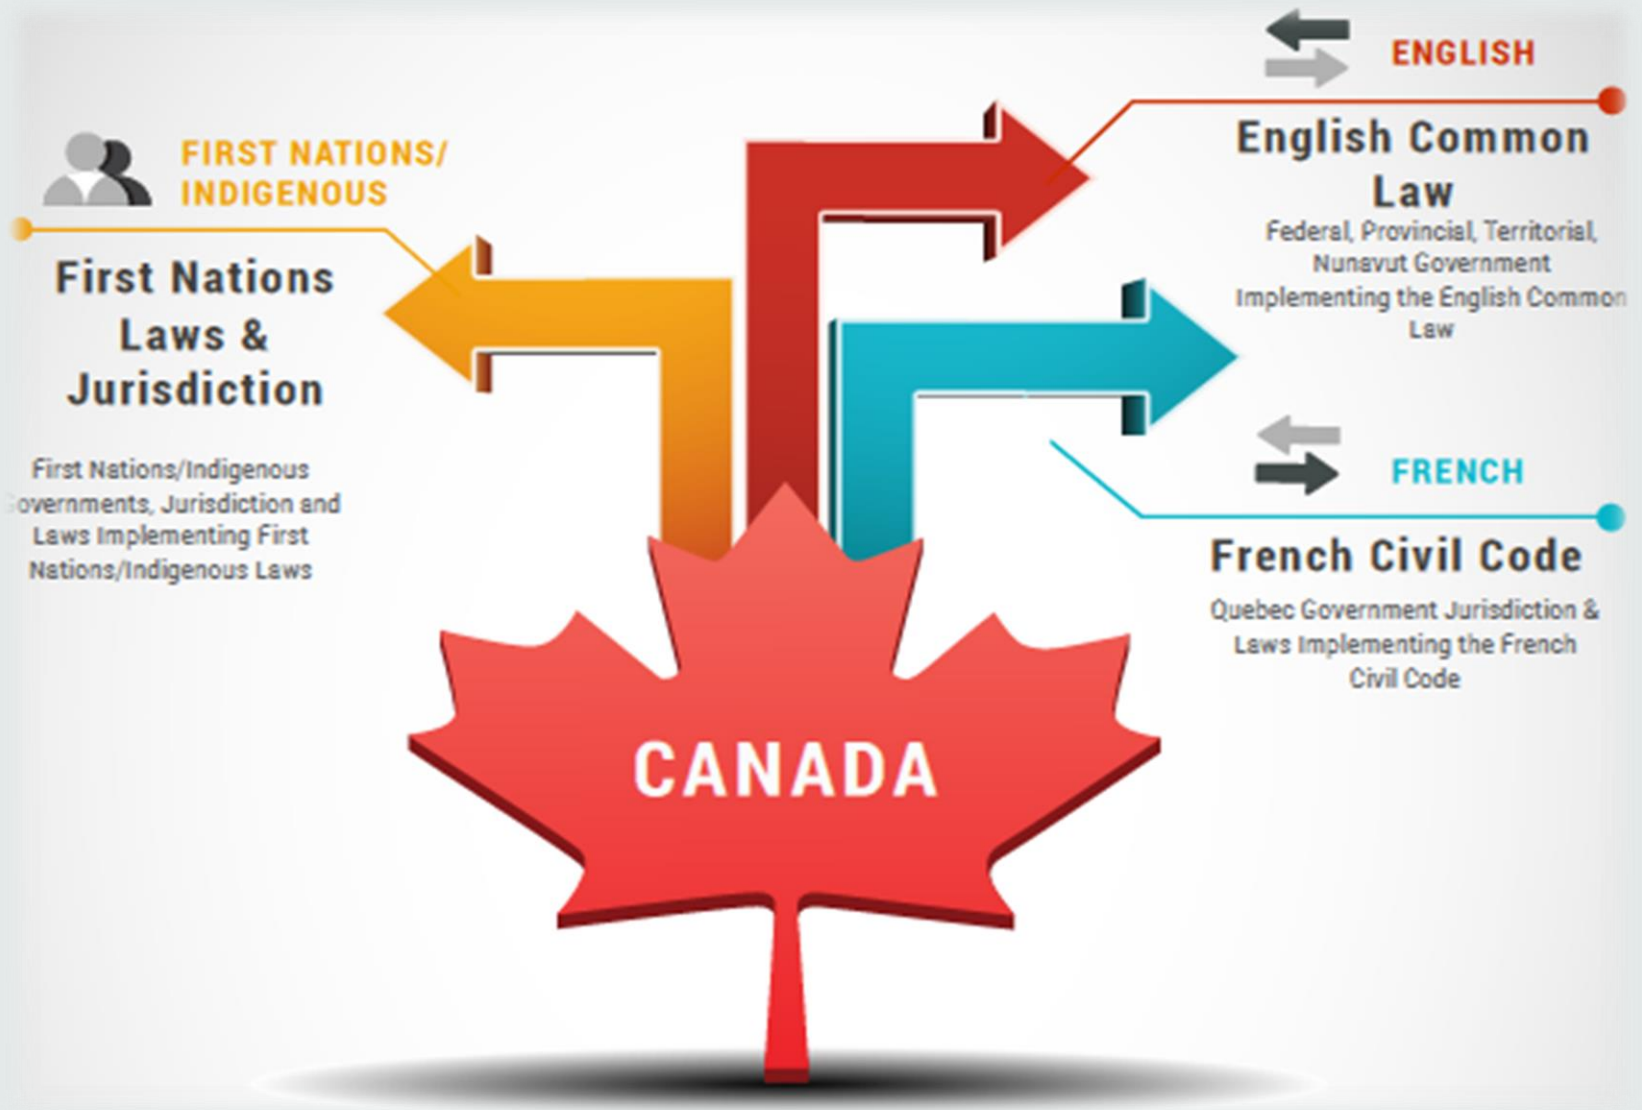 FIRST NATIONS/
INDIGENOUS
First Nations
Laws &
Jurisdiction
First Nations/Indigenous
Governments, Jurisdiction and
Laws Implementing First
Nations/Indigenous Laws
ENGLISH
English Common
Law
Federal, Provincial, Territorial,
Nunavut Government
Implementing the English Common
Law
FRENCH
French Civil Code
Quebec Government Jurisdiction &
Laws Implementing the French
Civil Code
CANADA